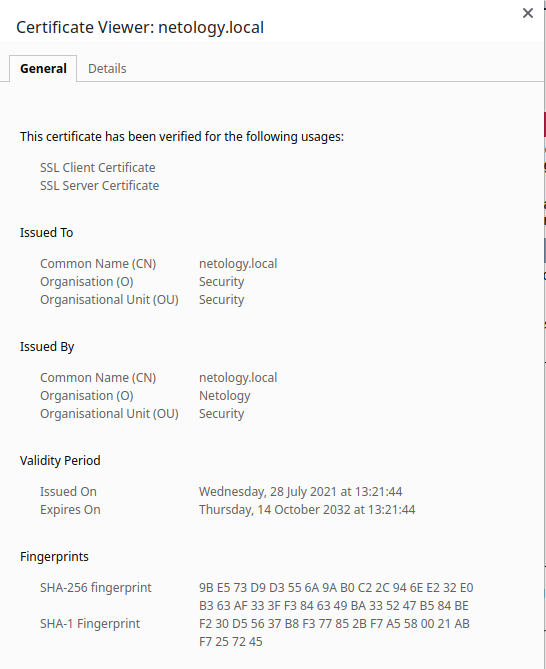 Certificate Viewer: netology.local
General Details
This certificate has been verified for the following usages:
SSL Client Certificate
SSL Server Certificate
Issued To
Common Name (CN) netology.local
Organisation (O) Security
Organisational Unit (OU) Security
Issued By
Common Name (CN) netology.local
Organisation (O) Netology
Organisational Unit (OU) Security
Validity Period
Issued On Wednesday, 28 July 2021 at 13:21:44
Expires On Thursday, 14 October 2032 at 13:21:44
Fingerprints
SHA-256 fingerprint 9B E5 73 D9 D3 55 6A 9A B0 C2 2C 94 6E E2 32 E0
B3 63 AF 33 3F F3 84 63 49 BA 33 52 47 B5 84 BE
SHA-1 Fingerprint F2 30 D5 56 37 B8 F3 77 85 2B F7 A5 58 00 21 AB
F7 25 72 45